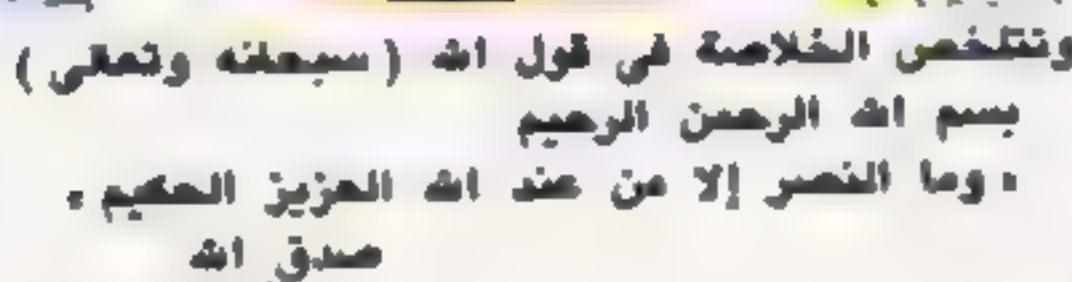 وتتلخص الخلاصة في قول الله ( سبحانه وتعالى )
بسم الله الرحمن الرحيم
" وما النصر إلا من عند الله العزيز الحكيم "
صدق الله